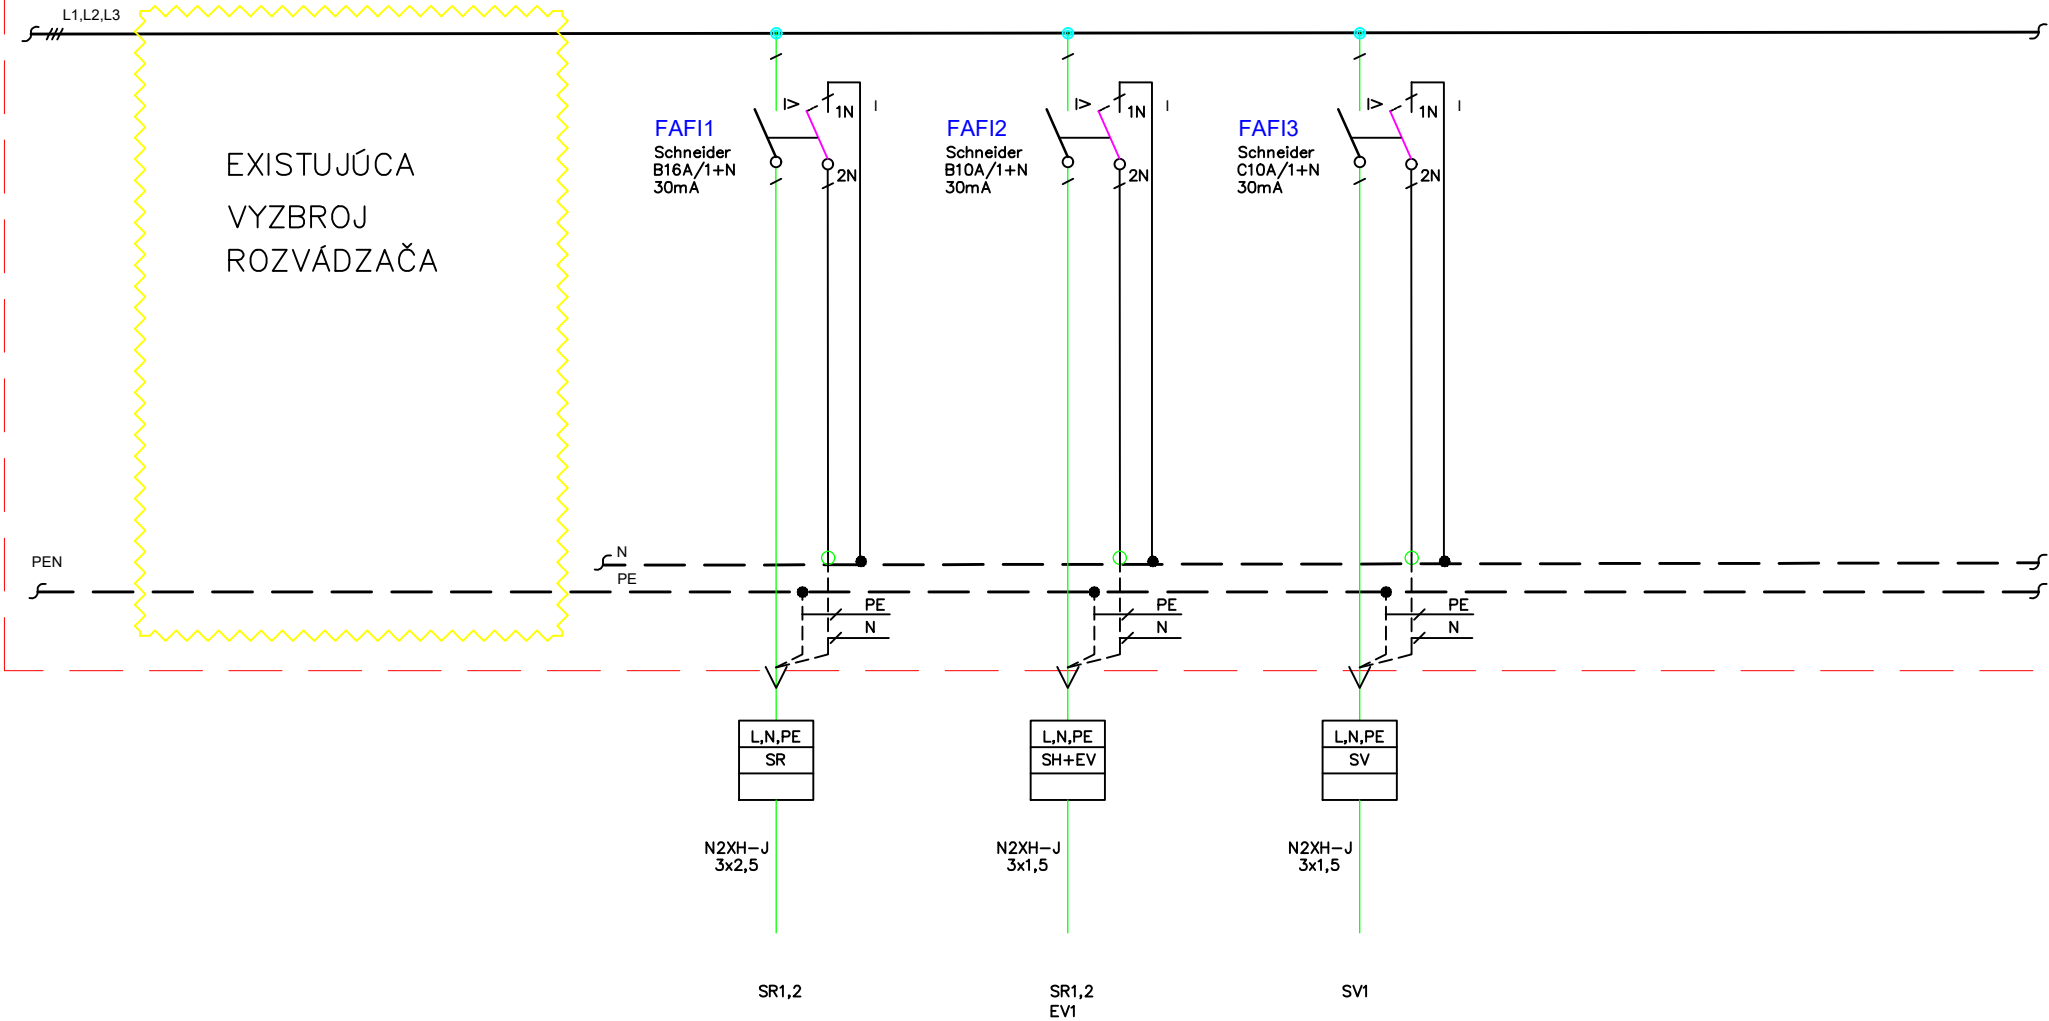 L1,L2,L3
EXISTUJÚCA
VYZBROJ
ROZVÁDZAČA
FAFI1
Schneider
B16A/1+N
30mA
I>
1N
I
2N
FAFI2
Schneider
B10A/1+N
30mA
I>
1N
I
2N
FAFI3
Schneider
C10A/1+N
30mA
I>
1N
I
2N
PEN
N
PE
PE
N
PE
N
PE
N
L,N,PE
SR
L,N,PE
SH+EV
L,N,PE
SV
N2XH-J
3x2,5
N2XH-J
3x1,5
N2XH-J
3x1,5
SR1,2
SR1,2
EV1
SV1